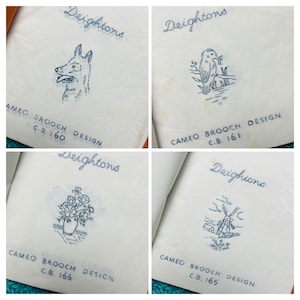 Deightons
CAMEO BROOCH DESIGN
C.B. 160
Deightons
CAMEO BROOCH DESIGN
C.B. 161
Deightons
CAMEO BROOCH DESIGN
C.B. 166
Deightons
CAMEO BROOCH DESIGN
C.B. 165